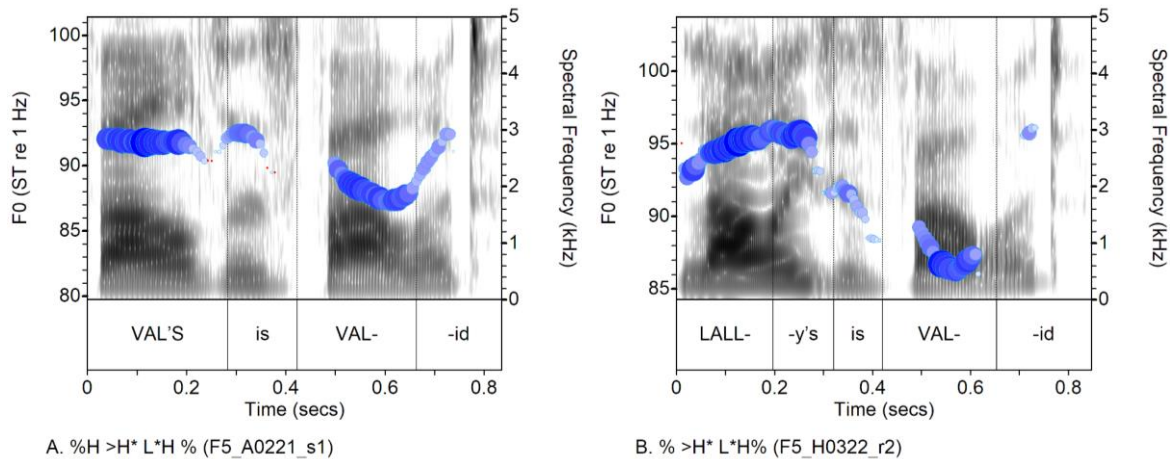 F0 (ST re 1 Hz)
100
95
90
85
80
5
4
3
2
1
0
Spectral Frequency (kHz)
VAL'S
is
VAL-
-id
0
0.2
0.4
0.6
0.8
Time (secs)
A. %H >H* L*H % (F5_A0221_s1)
F0 (ST re 1 Hz)
100
95
90
85
5
4
3
2
1
0
Spectral Frequency (kHz)
LALL-
-y's
is
VAL-
-id
0
0.2
0.4
0.6
0.8
Time (secs)
B. % >H* L*H% (F5_H0322_r2)